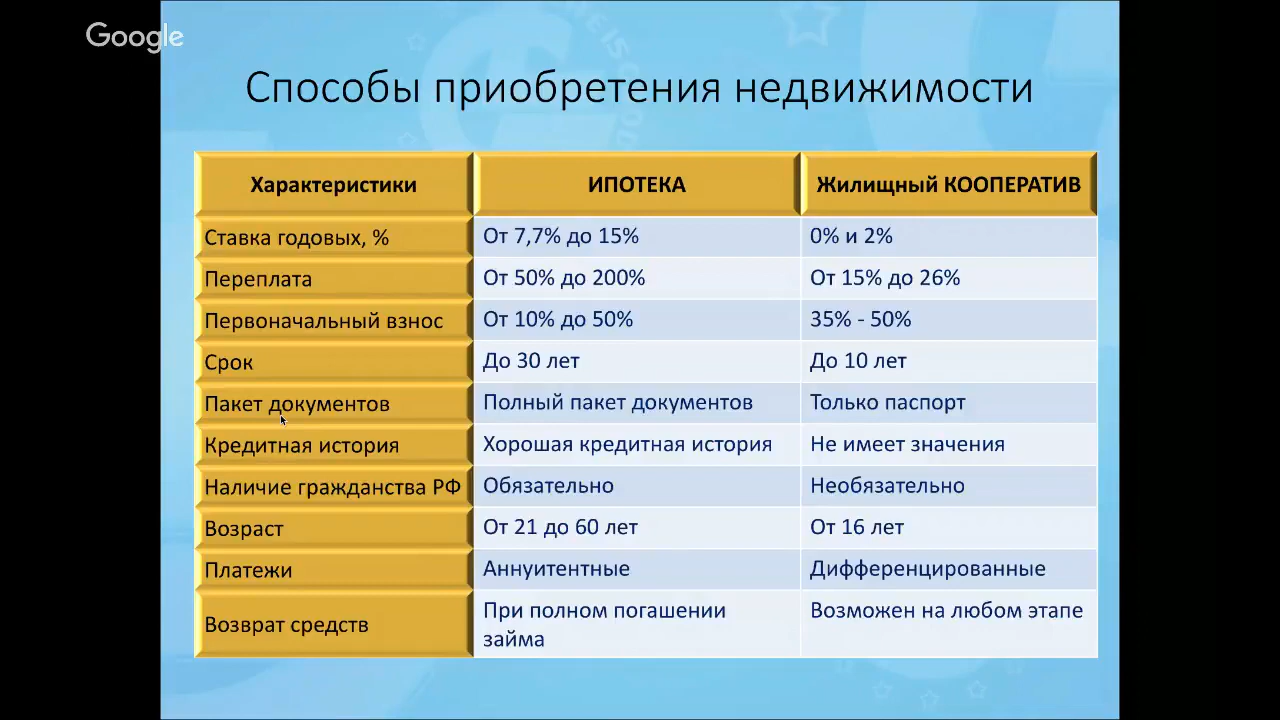 Google
Способы приобретения недвижимости
Характеристики ИПОТЕКА Жилищный КООПЕРАТИВ
Ставка годовых, % От 7,7% до 15% 0% и 2%
Переплата От 50% до 200% От 15% до 26%
Первоначальный взнос От 10% до 50% 35% - 50%
Срок До 30 лет До 10 лет
Пакет документов Полный пакет документов Только паспорт
Кредитная история Хорошая кредитная история Не имеет значения
Наличие гражданства РФ Обязательно Необязательно
Возраст От 21 до 60 лет От 16 лет
Платежи Аннуитентные Дифференцированные
Возврат средств При полном погашении Возможен на любом этапе
займа